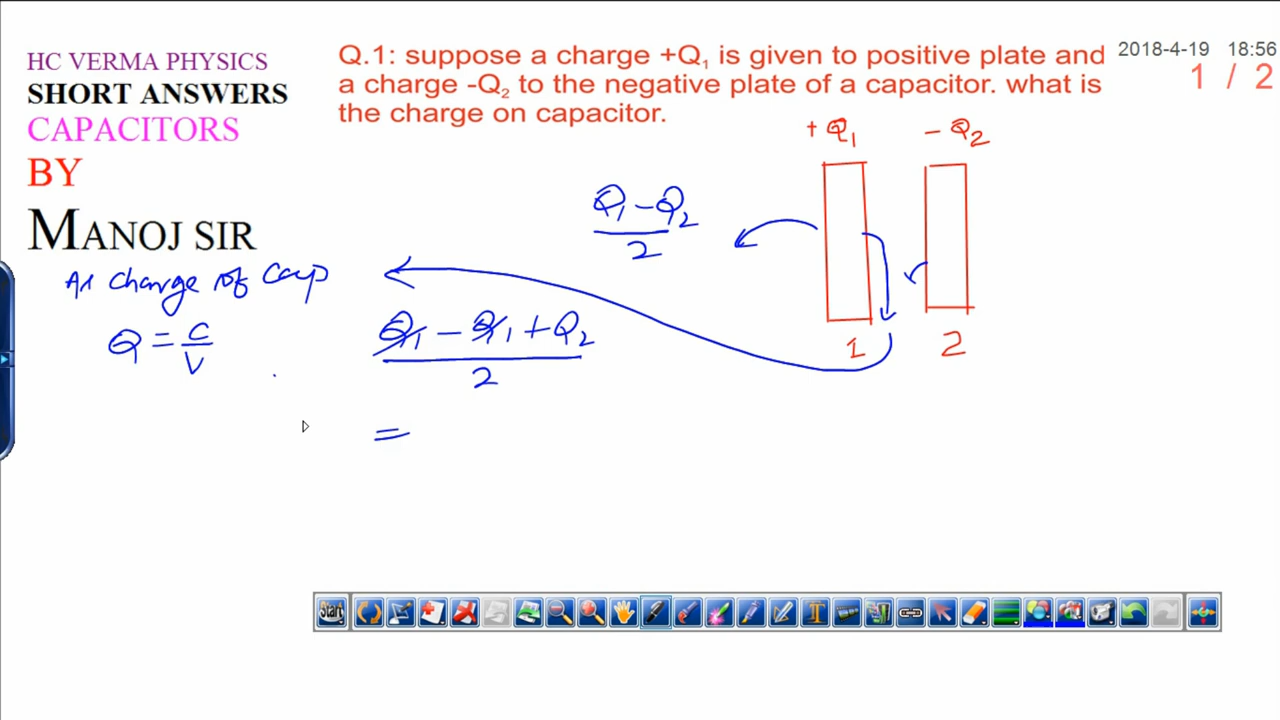 HC VERMA PHYSICS
SHORT ANSWERS
CAPACITORS
BY
MANOJ SIR
Q.1: suppose a charge +Q₁ is given to positive plate and
a charge -Q₂ to the negative plate of a capacitor. what is
the charge on capacitor.
2018-4-19 18:56
1 / 2
+ Q₁
- Q₂
Q₁ - Q₂
2
charge of Cap
Q = C
V
Q₁ - Q₁ + Q₂
2
=
1
2
Start
T